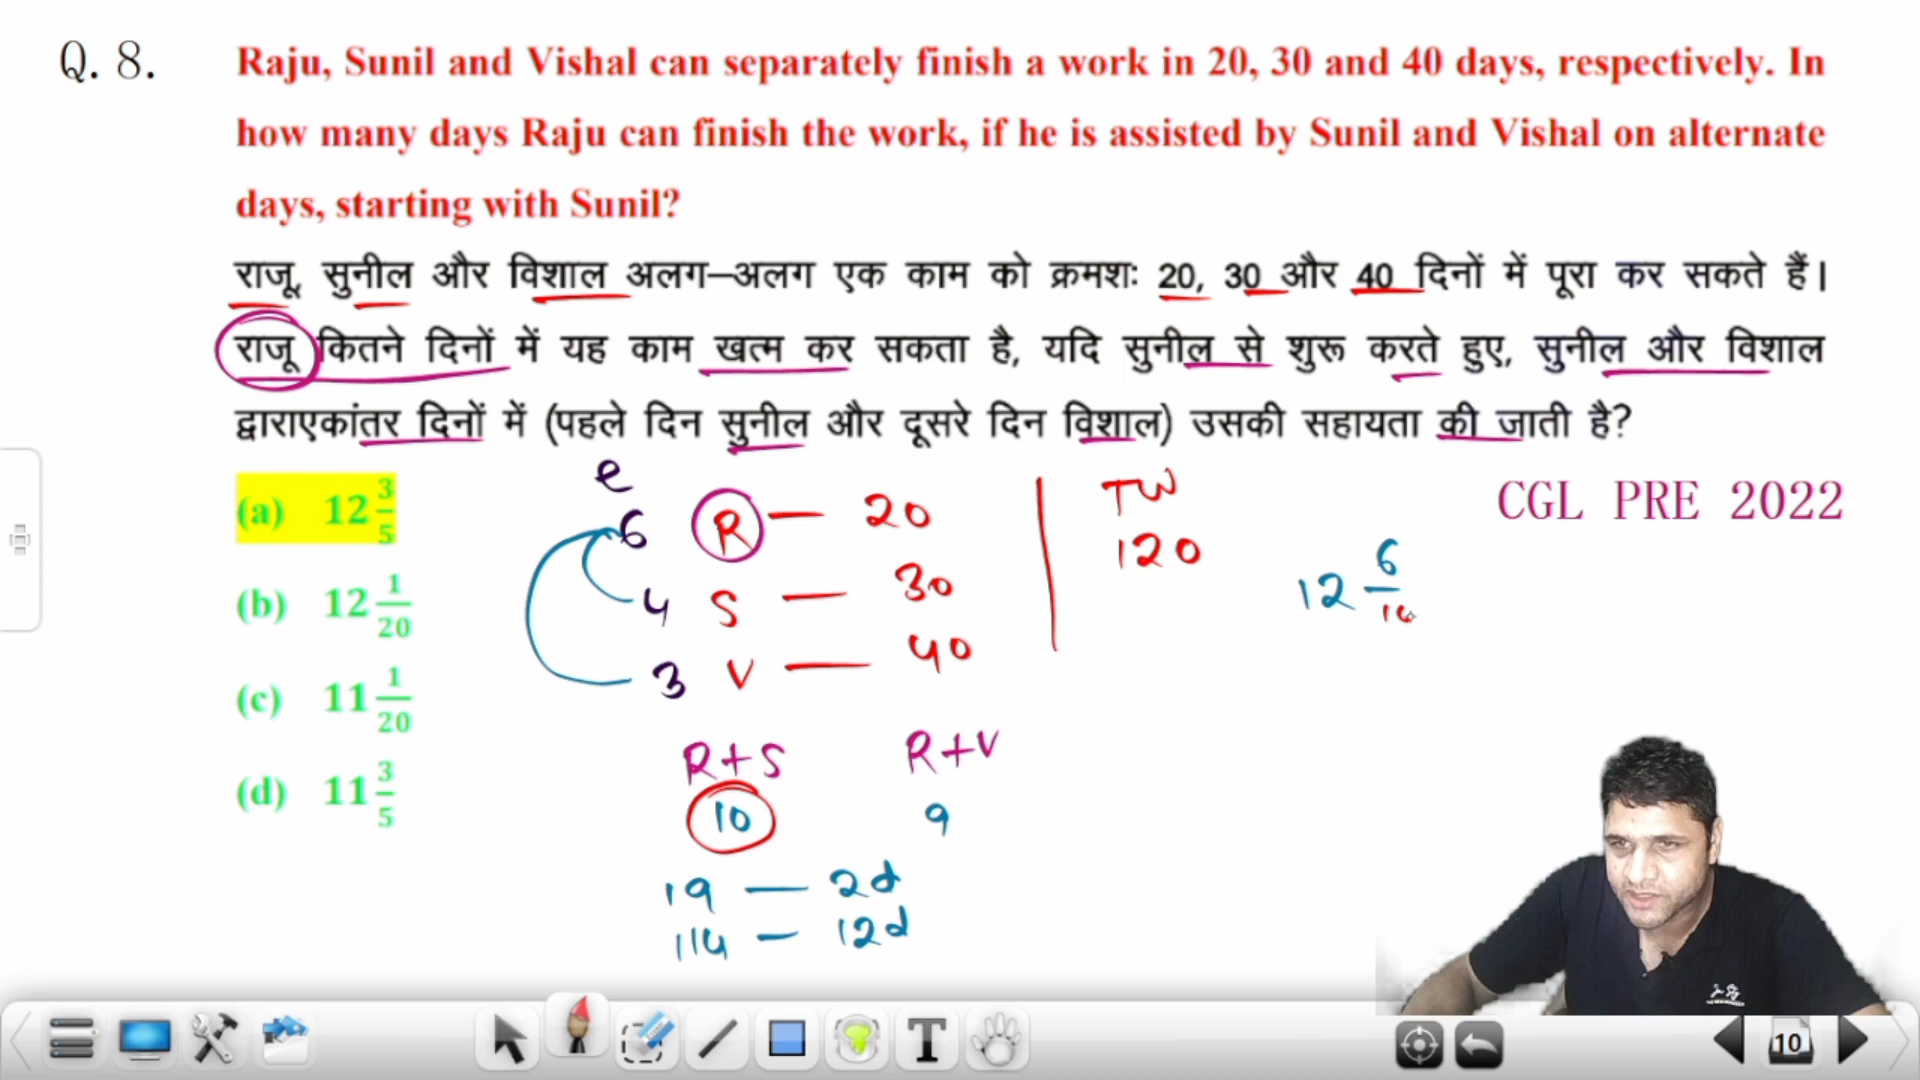 Q. 8. Raju, Sunil and Vishal can separately finish a work in 20, 30 and 40 days, respectively. In
how many days Raju can finish the work, if he is assisted by Sunil and Vishal on alternate
days, starting with Sunil?
राजू, सुनील और विशाल अलग–अलग एक काम को क्रमशः 20, 30 और 40 दिनों में पूरा कर सकते हैं।
राजू कितने दिनों में यह काम खत्म कर सकता है, यदि सुनील से शुरू करते हुए, सुनील और विशाल
द्वाराएकांतर दिनों में (पहले दिन सुनील और दूसरे दिन विशाल) उसकी सहायता की जाती है?
CGL PRE 2022
(a) 12 3/5
(b) 12 1/20
(c) 11 1/20
(d) 11 3/5
e
6 R — 20
4 S — 30
3 V — 40
TW
120
12 6/10
R+S R+V
10 9
19 — 2d
114 — 12d
T
10